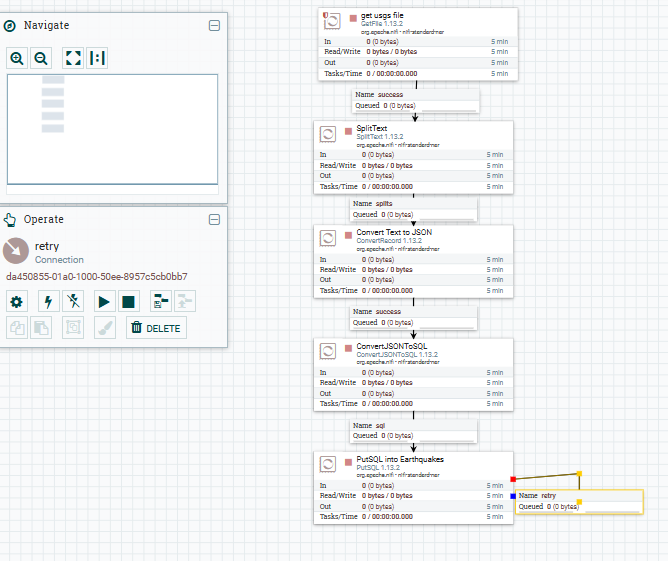 Navigate
Operate
retry
Connection
da450855-01a0-1000-50ee-8957c5cb0bb7
DELETE
get usgs file
GetFile 1.13.2
org.apache.nifi - nifi-standard-nar
In 0 (0 bytes) 5 min
Read/Write 0 bytes / 0 bytes 5 min
Out 0 (0 bytes) 5 min
Tasks/Time 0 / 00:00:00.000 5 min
Name success
Queued 0 (0 bytes)
SplitText
SplitText 1.13.2
org.apache.nifi - nifi-standard-nar
In 0 (0 bytes) 5 min
Read/Write 0 bytes / 0 bytes 5 min
Out 0 (0 bytes) 5 min
Tasks/Time 0 / 00:00:00.000 5 min
Name splits
Queued 0 (0 bytes)
Convert Text to JSON
ConvertRecord 1.13.2
org.apache.nifi - nifi-standard-nar
In 0 (0 bytes) 5 min
Read/Write 0 bytes / 0 bytes 5 min
Out 0 (0 bytes) 5 min
Tasks/Time 0 / 00:00:00.000 5 min
Name success
Queued 0 (0 bytes)
ConvertJSONToSQL
ConvertJSONToSQL 1.13.2
org.apache.nifi - nifi-standard-nar
In 0 (0 bytes) 5 min
Read/Write 0 bytes / 0 bytes 5 min
Out 0 (0 bytes) 5 min
Tasks/Time 0 / 00:00:00.000 5 min
Name sql
Queued 0 (0 bytes)
PutSQL into Earthquakes
PutSQL 1.13.2
org.apache.nifi - nifi-standard-nar
In 0 (0 bytes) 5 min
Read/Write 0 bytes / 0 bytes 5 min
Out 0 (0 bytes) 5 min
Tasks/Time 0 / 00:00:00.000 5 min
Name retry
Queued 0 (0 bytes)